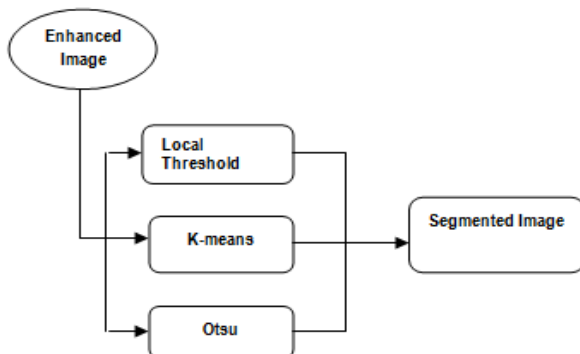 Enhanced
Image
Local
Threshold
K-means
Segmented Image
Otsu